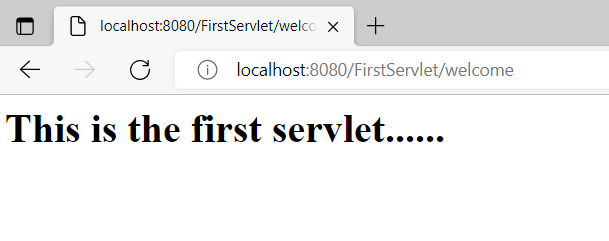 localhost:8080/FirstServlet/welco
localhost:8080/FirstServlet/welcome
This is the first servlet......